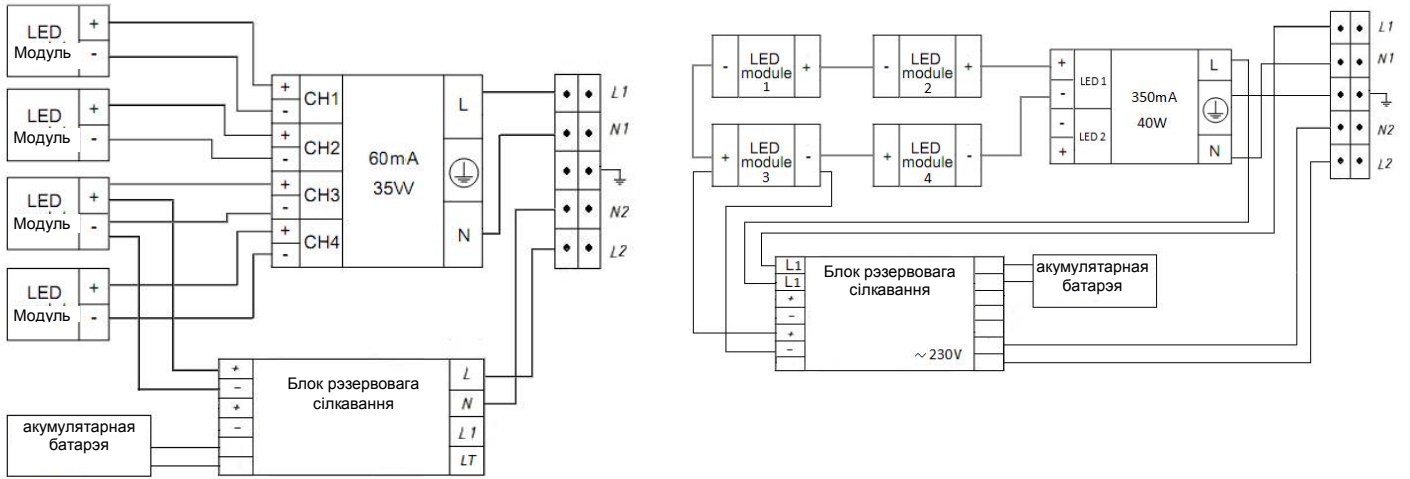 LED
Модуль
+
-
LED
Модуль
+
-
LED
Модуль
+
-
LED
Модуль
+
-
+
-
CH1
+
-
CH2
+
-
CH3
+
-
CH4
60mA
35W
L
N
L1
N1
N2
L2
+
−
+
−
Блок рэзервовага
сілкавання
L
N
L1
LT
акумулятарная
батарэя
- LED +
module
1
- LED +
module
2
+ LED -
module
3
+ LED -
module
4
+
-
LED 1
-
+
LED 2
350mA
40W
L
N
L1
N1
N2
L2
L1
L1
+
−
+
−
Блок рэзервовага
сілкавання
~230V
акумулятарная
батарэя